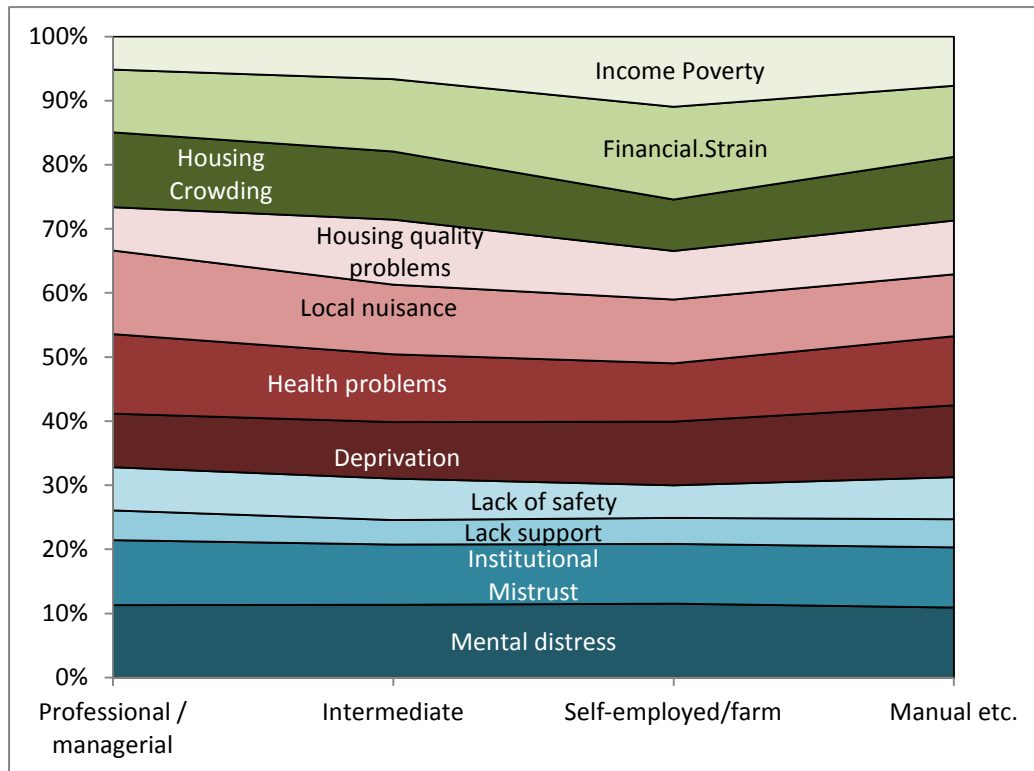 100%
90%
80%
70%
60%
50%
40%
30%
20%
10%
0%
Income Poverty
Financial.Strain
Housing
Crowding
Housing quality
problems
Local nuisance
Health problems
Deprivation
Lack of safety
Lack support
Institutional
Mistrust
Mental distress
Professional /
managerial
Intermediate
Self-employed/farm
Manual etc.